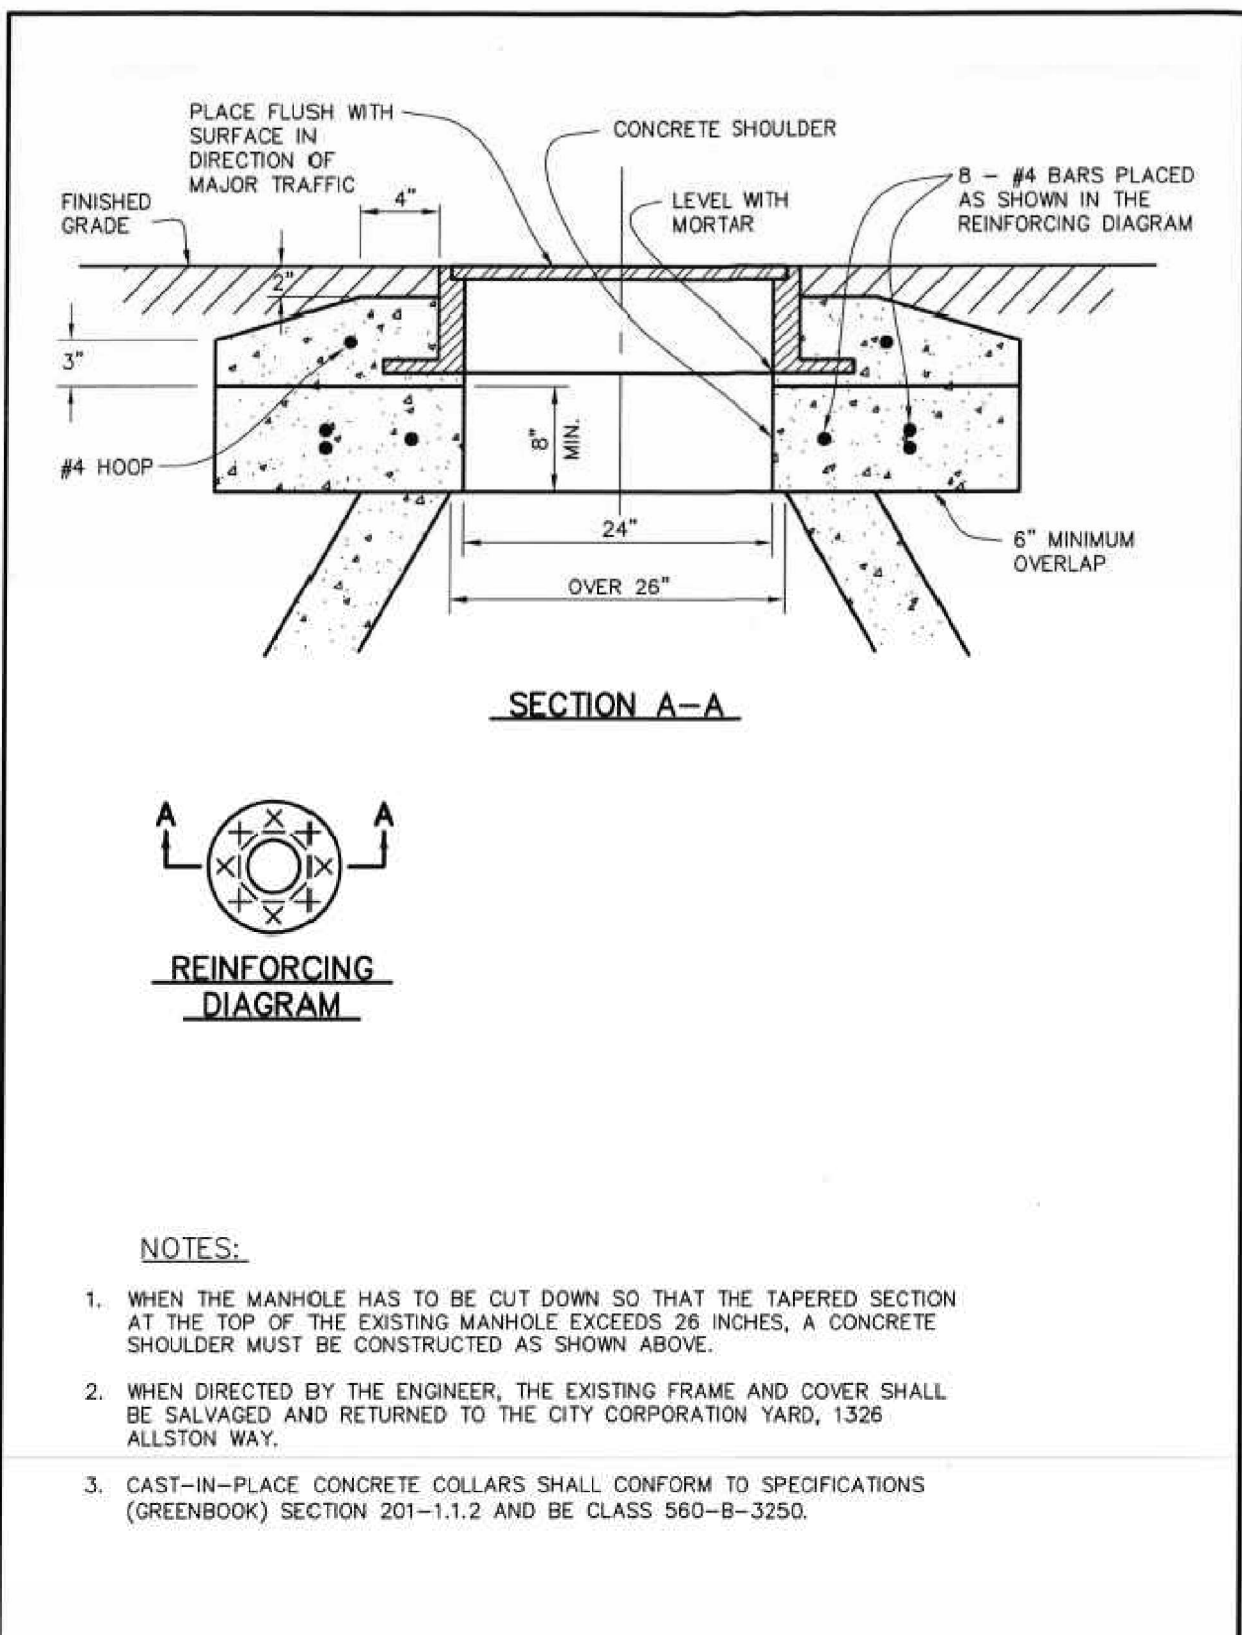 PLACE FLUSH WITH
SURFACE IN
DIRECTION OF
MAJOR TRAFFIC
CONCRETE SHOULDER
8 - #4 BARS PLACED
AS SHOWN IN THE
REINFORCING DIAGRAM
FINISHED
GRADE
4"
LEVEL WITH
MORTAR
2"
3"
#4 HOOP
8"
MIN.
24"
6" MINIMUM
OVERLAP
OVER 26"
SECTION A-A
A
A
REINFORCING
DIAGRAM
NOTES:
1. WHEN THE MANHOLE HAS TO BE CUT DOWN SO THAT THE TAPERED SECTION
AT THE TOP OF THE EXISTING MANHOLE EXCEEDS 26 INCHES, A CONCRETE
SHOULDER MUST BE CONSTRUCTED AS SHOWN ABOVE.
2. WHEN DIRECTED BY THE ENGINEER, THE EXISTING FRAME AND COVER SHALL
BE SALVAGED AND RETURNED TO THE CITY CORPORATION YARD, 1326
ALLSTON WAY.
3. CAST-IN-PLACE CONCRETE COLLARS SHALL CONFORM TO SPECIFICATIONS
(GREENBOOK) SECTION 201-1.1.2 AND BE CLASS 560-B-3250.